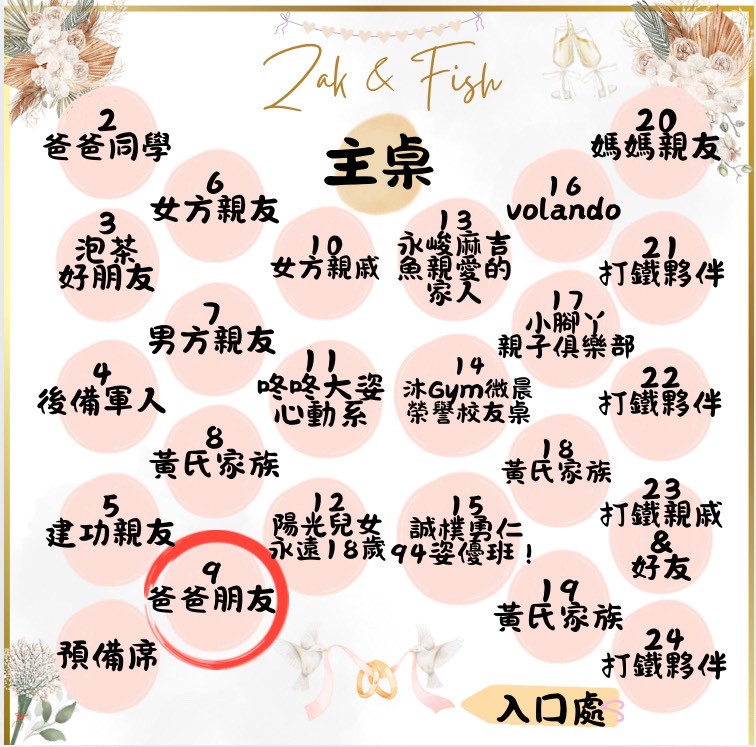 Zak & Fish
主桌
2
爸爸同學
3
泡茶
好朋友
4
後備軍人
5
建功親友
預備席
6
女方親友
7
男方親友
8
黃氏家族
9
爸爸朋友
10
女方親戚
11
咚咚大姿
心動系
12
陽光兒女
永遠18歲
13
永峻麻吉
魚親愛的
家人
14
沐Gym微晨
榮譽校友桌
15
誠樸勇仁
94姿優班！
16
volando
17
小腳丫
親子俱樂部
18
黃氏家族
19
黃氏家族
20
媽媽親友
21
打鐵夥伴
22
打鐵夥伴
23
打鐵親戚
&
好友
24
打鐵夥伴
入口處